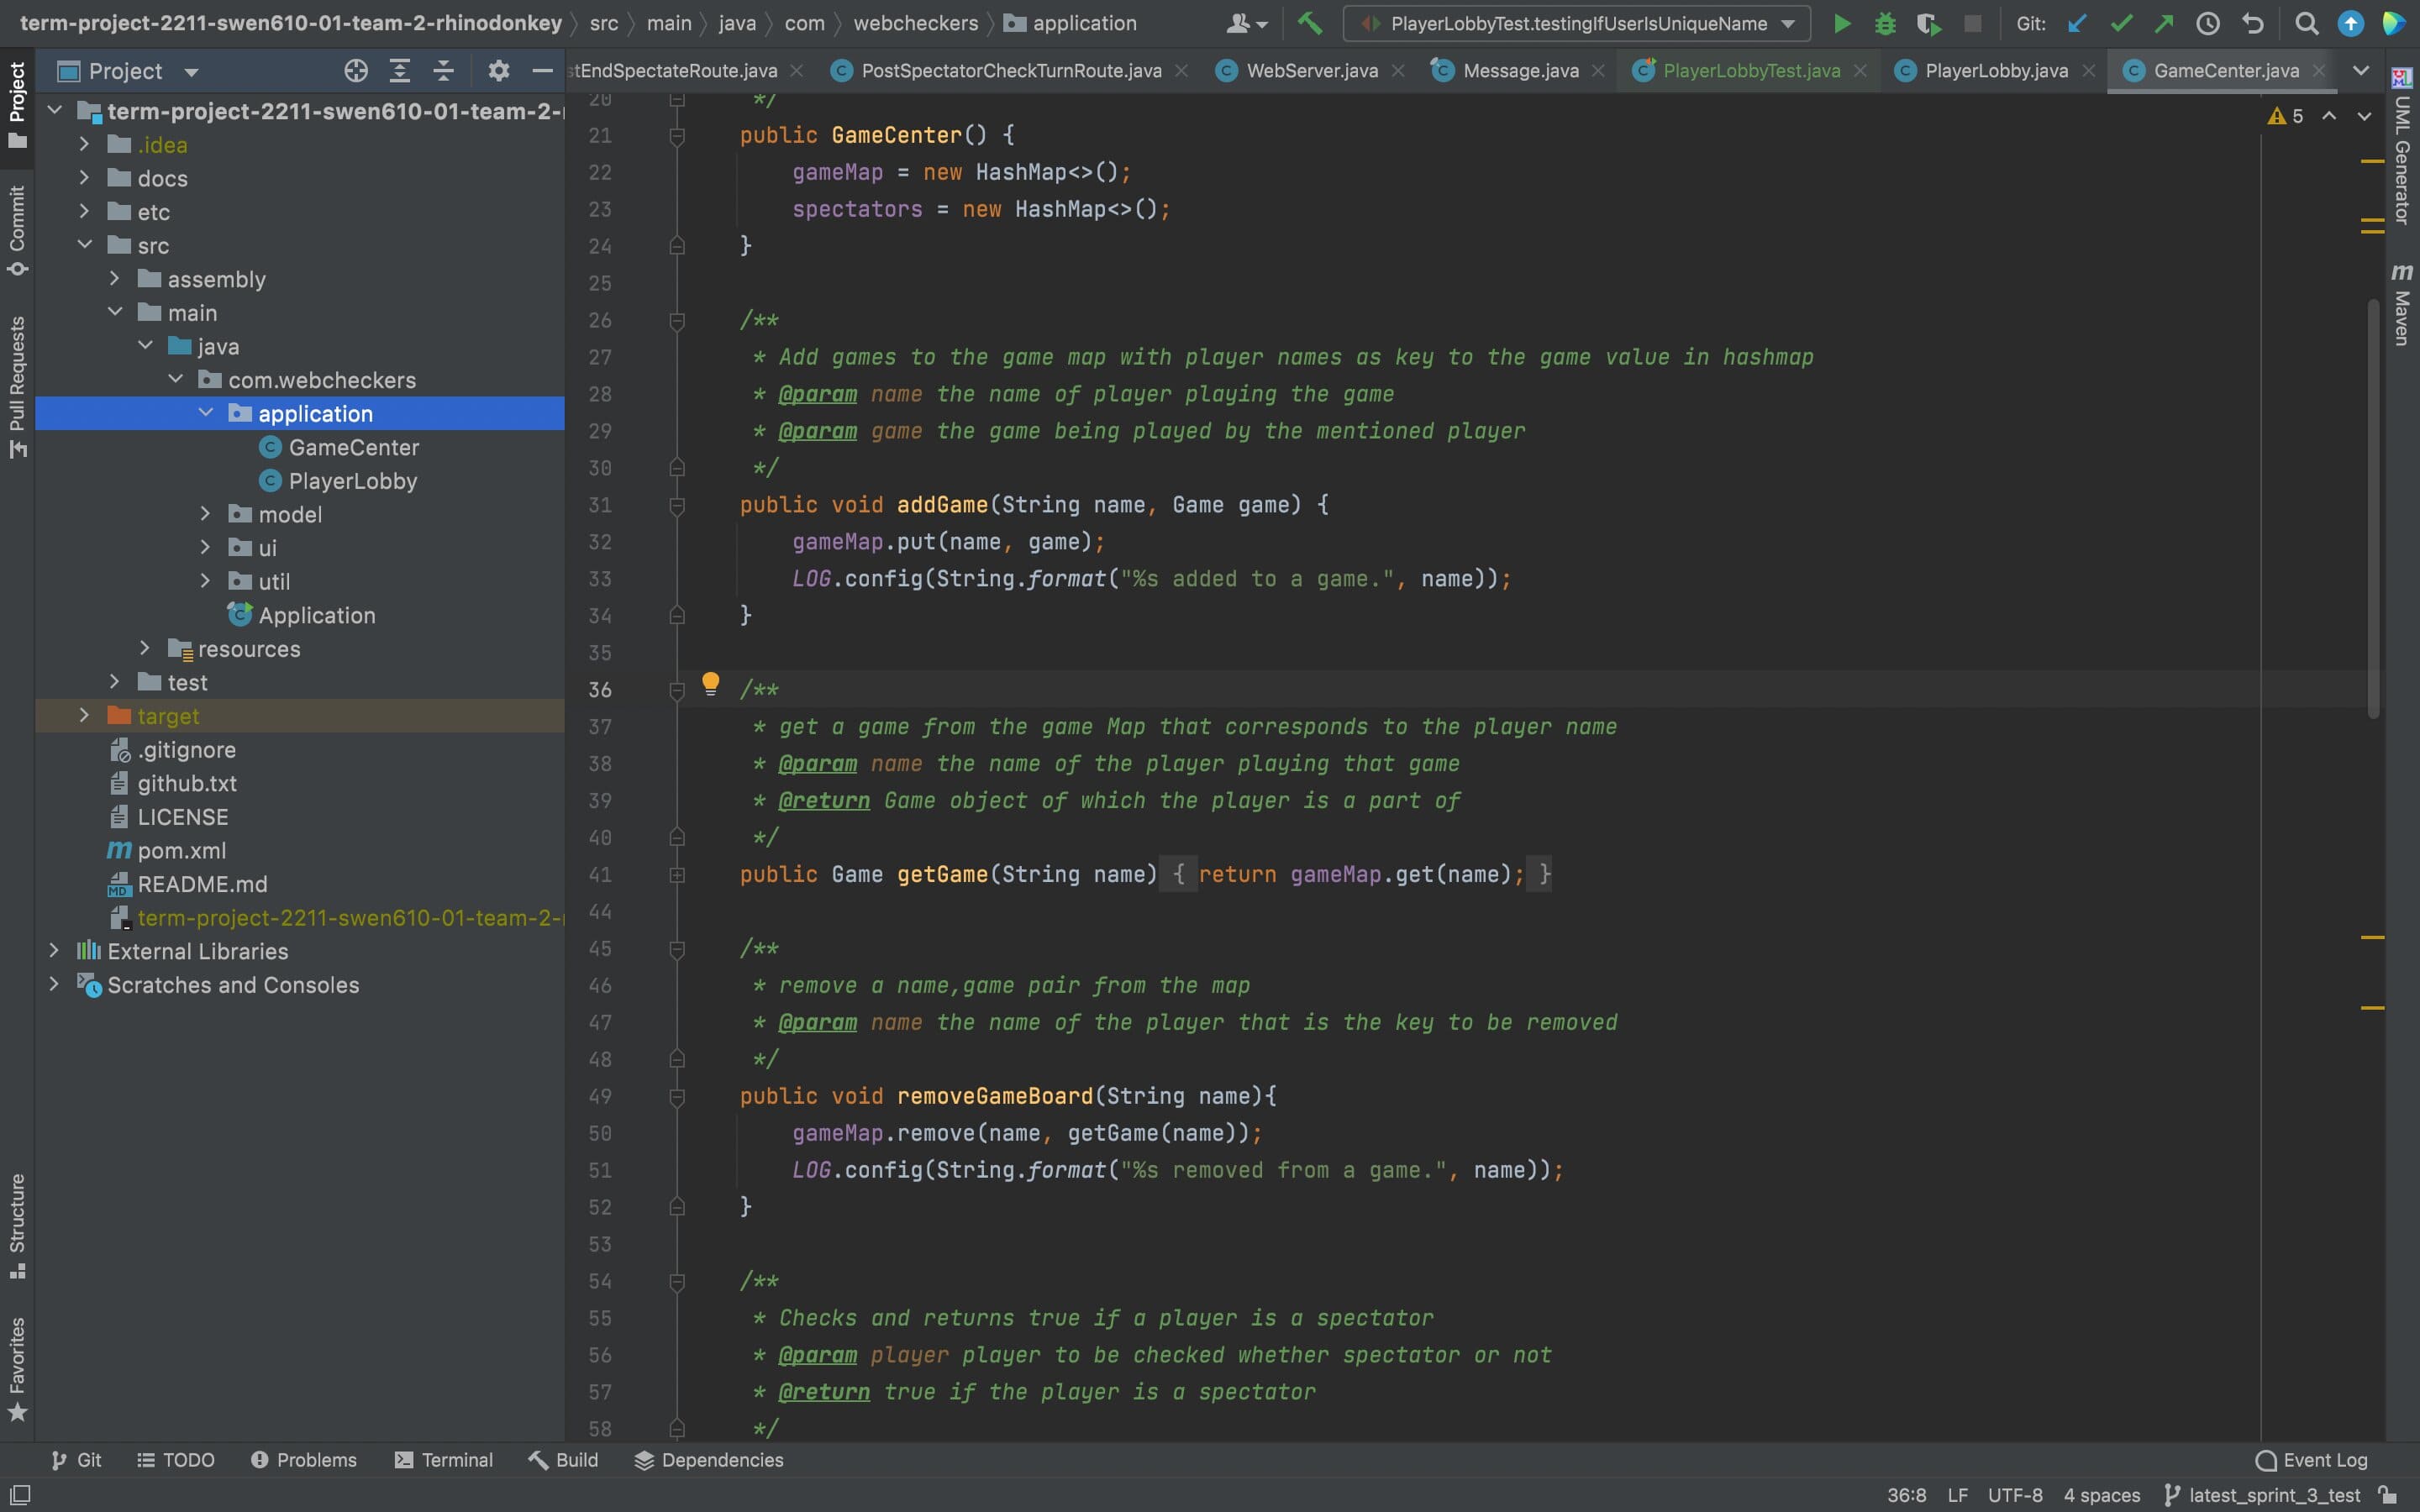 term-project-2211-swen610-01-team-2-rhinodonkey src main java com webcheckers application
PlayerLobbyTest.testingIfUserIsUniqueName
Git:
Project
stEndSpectateRoute.java PostSpectatorCheckTurnRoute.java WebServer.java Message.java PlayerLobbyTest.java PlayerLobby.java GameCenter.java
Project
Commit
Pull Requests
Structure
Favorites
term-project-2211-swen610-01-team-2-
.idea
docs
etc
src
assembly
main
java
com.webcheckers
application
GameCenter
PlayerLobby
model
ui
util
Application
resources
test
target
.gitignore
github.txt
LICENSE
pom.xml
README.md
term-project-2211-swen610-01-team-2-
External Libraries
Scratches and Consoles
5
20 */
21 public GameCenter() {
22 gameMap = new HashMap<>();
23 spectators = new HashMap<>();
24 }
25
26 /**
27 * Add games to the game map with player names as key to the game value in hashmap
28 * @param name the name of player playing the game
29 * @param game the game being played by the mentioned player
30 */
31 public void addGame(String name, Game game) {
32 gameMap.put(name, game);
33 LOG.config(String.format("%s added to a game.", name));
34 }
35
36 /**
37 * get a game from the game Map that corresponds to the player name
38 * @param name the name of the player playing that game
39 * @return Game object of which the player is a part of
40 */
41 public Game getGame(String name) { return gameMap.get(name); }
44
45 /**
46 * remove a name,game pair from the map
47 * @param name the name of the player that is the key to be removed
48 */
49 public void removeGameBoard(String name){
50 gameMap.remove(name, getGame(name));
51 LOG.config(String.format("%s removed from a game.", name));
52 }
53
54 /**
55 * Checks and returns true if a player is a spectator
56 * @param player player to be checked whether spectator or not
57 * @return true if the player is a spectator
58 */
UML Generator
Maven
Git TODO Problems Terminal Build Dependencies Event Log
36:8 LF UTF-8 4 spaces latest_sprint_3_test